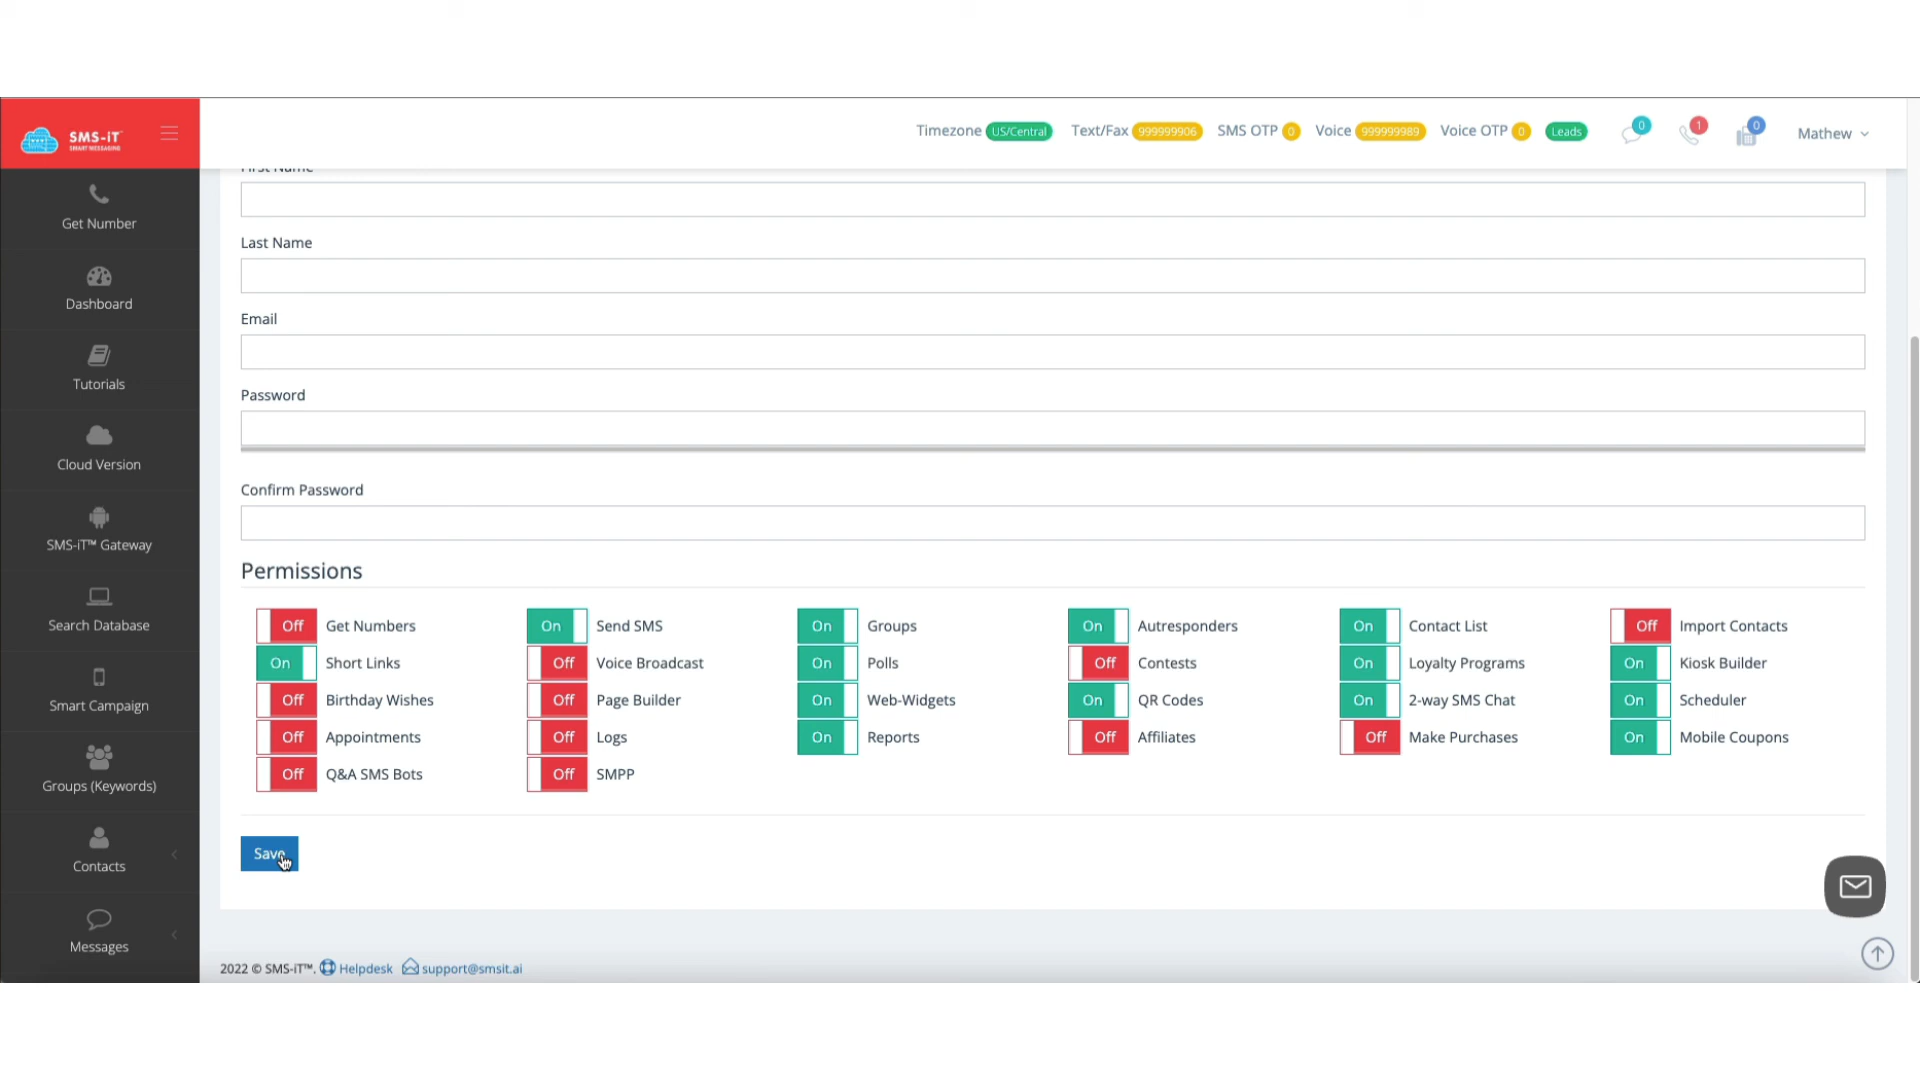 SMS-iT
SMART MESSAGING
Timezone US/Central Text/Fax 999999906 SMS OTP 0 Voice 999999989 Voice OTP 0 Leads 0 1 0 Mathew
Get Number
Dashboard
Tutorials
Cloud Version
SMS-iT™ Gateway
Search Database
Smart Campaign
Groups (Keywords)
Contacts
Messages
First Name
Last Name
Email
Password
Confirm Password
Permissions
Off Get Numbers On Send SMS On Groups On Autresponders On Contact List Off Import Contacts
On Short Links Off Voice Broadcast On Polls Off Contests On Loyalty Programs On Kiosk Builder
Off Birthday Wishes Off Page Builder On Web-Widgets On QR Codes On 2-way SMS Chat On Scheduler
Off Appointments Off Logs On Reports Off Affiliates Off Make Purchases On Mobile Coupons
Off Q&A SMS Bots Off SMPP
Save
2022 © SMS-iT™. Helpdesk support@smsit.ai